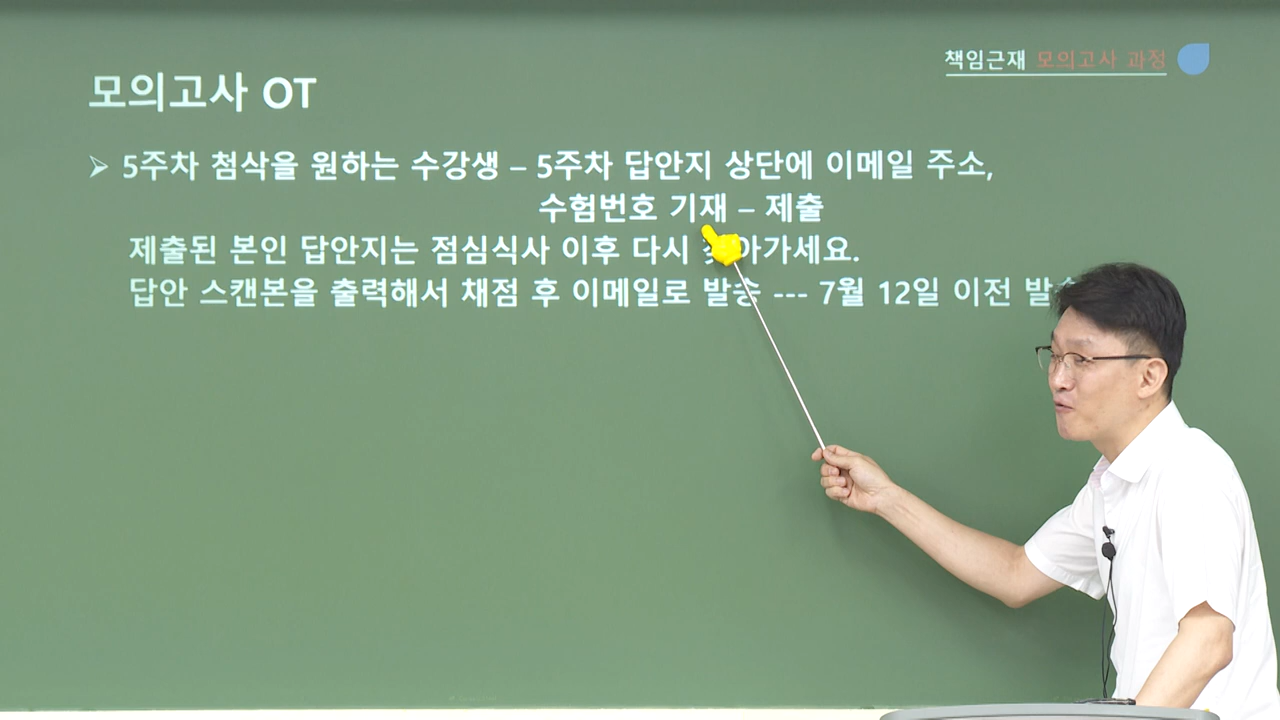 책임근재 모의고사 과정
모의고사 OT
➢ 5주차 첨삭을 원하는 수강생 – 5주차 답안지 상단에 이메일 주소,
수험번호 기재 – 제출
제출된 본인 답안지는 점심식사 이후 다시
답안 스캔본을 출력해서 채점 후 이메일로 발송 --- 7월 12일 이전